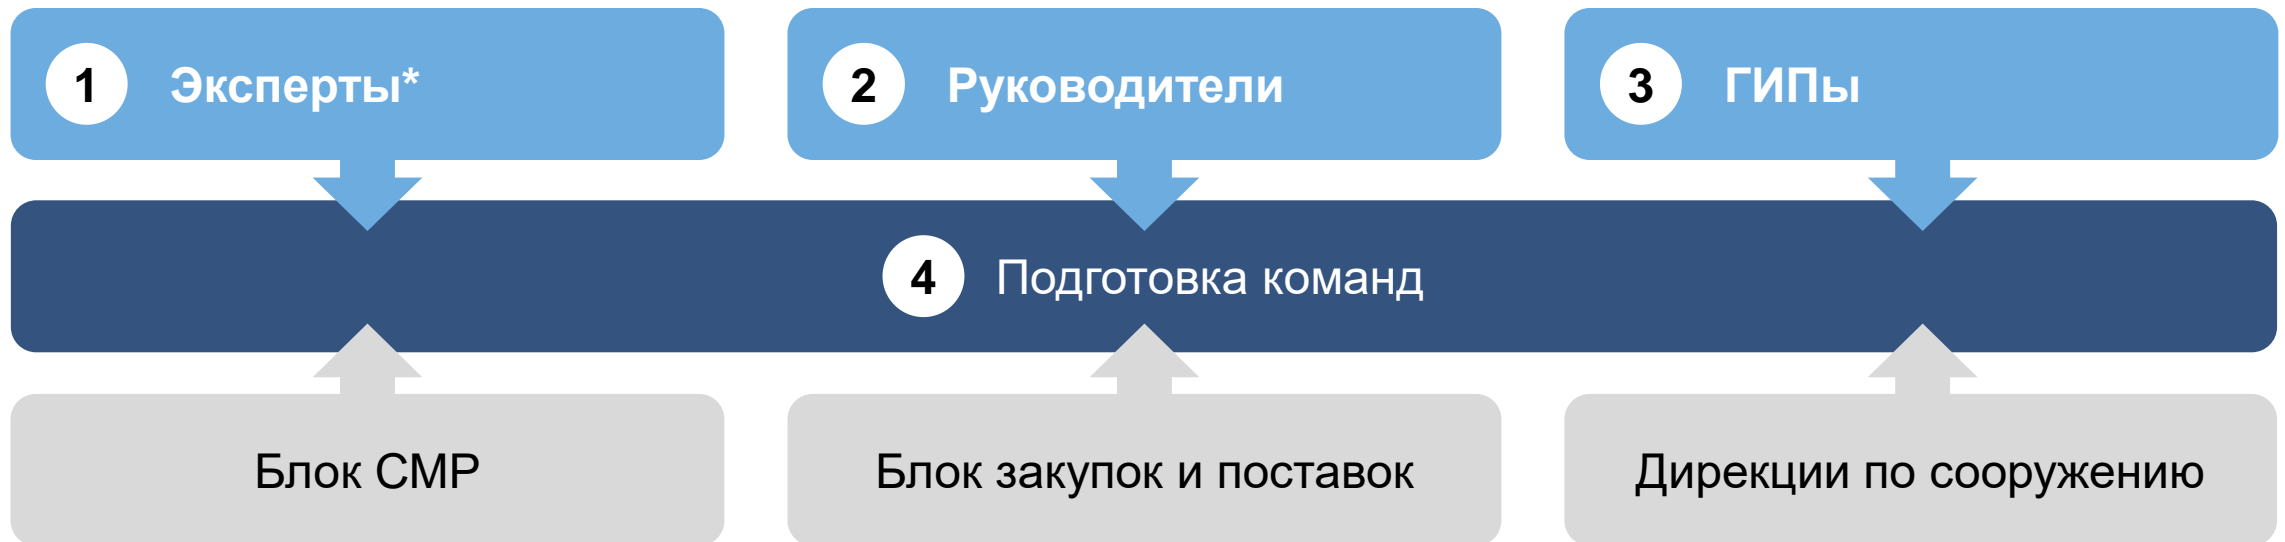 1 Эксперты*
2 Руководители
3 ГИПы
4 Подготовка команд
Блок СМР
Блок закупок и поставок
Дирекции по сооружению